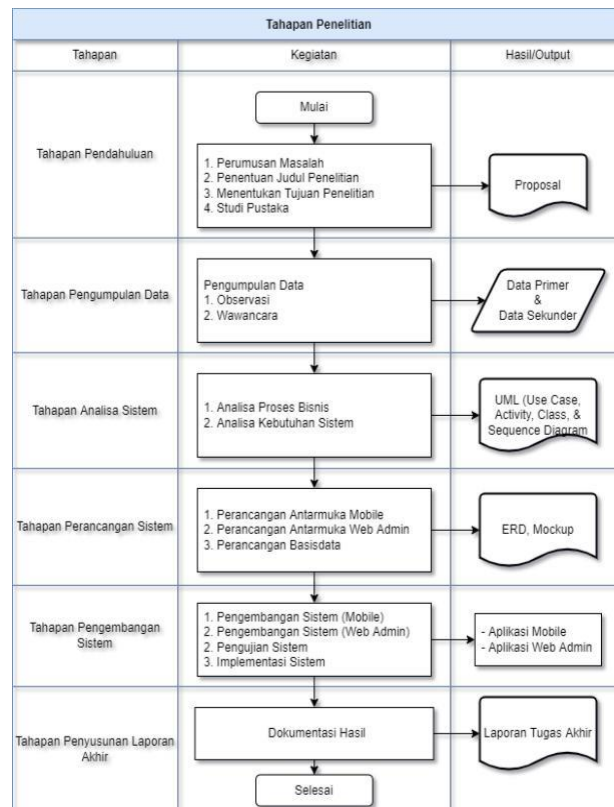 Tahapan Penelitian
Tahapan
Kegiatan
Hasil/Output
Mulai
Tahapan Pendahuluan
1. Perumusan Masalah
2. Penentuan Judul Penelitian
3. Menentukan Tujuan Penelitian
4. Studi Pustaka
Proposal
Tahapan Pengumpulan Data
Pengumpulan Data
1. Observasi
2. Wawancara
Data Primer
&
Data Sekunder
Tahapan Analisa Sistem
1. Analisa Proses Bisnis
2. Analisa Kebutuhan Sistem
UML (Use Case,
Activity, Class, &
Sequence Diagram
Tahapan Perancangan Sistem
1. Perancangan Antarmuka Mobile
2. Perancangan Antarmuka Web Admin
3. Perancangan Basisdata
ERD, Mockup
Tahapan Pengembangan
Sistem
1. Pengembangan Sistem (Mobile)
2. Pengembangan Sistem (Web Admin)
2. Pengujian Sistem
3. Implementasi Sistem
- Aplikasi Mobile
- Aplikasi Web Admin
Tahapan Penyusunan Laporan
Akhir
Dokumentasi Hasil
Laporan Tugas Akhir
Selesai